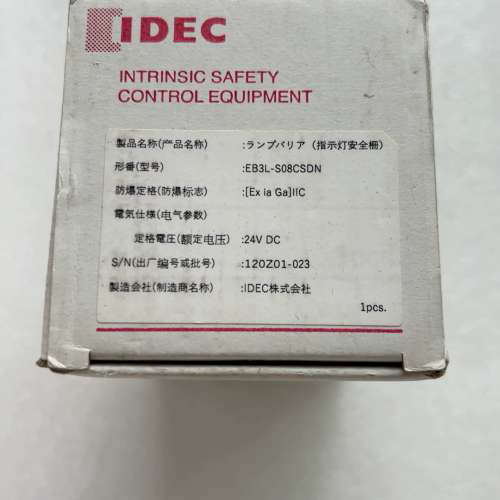 IDEC
INTRINSIC SAFETY
CONTROL EQUIPMENT
製品名称(产品名称) :ランプバリア (指示灯安全栅)
形番(型号) :EB3L-S08CSDN
防爆定格(防爆标志) :[Ex ia Ga]IIC
電気仕様(电气参数)
定格電圧(额定电压) :24V DC
S/N(出厂编号或批号) :120Z01-023
製造会社(制造商名称) :IDEC株式会社
1pcs.